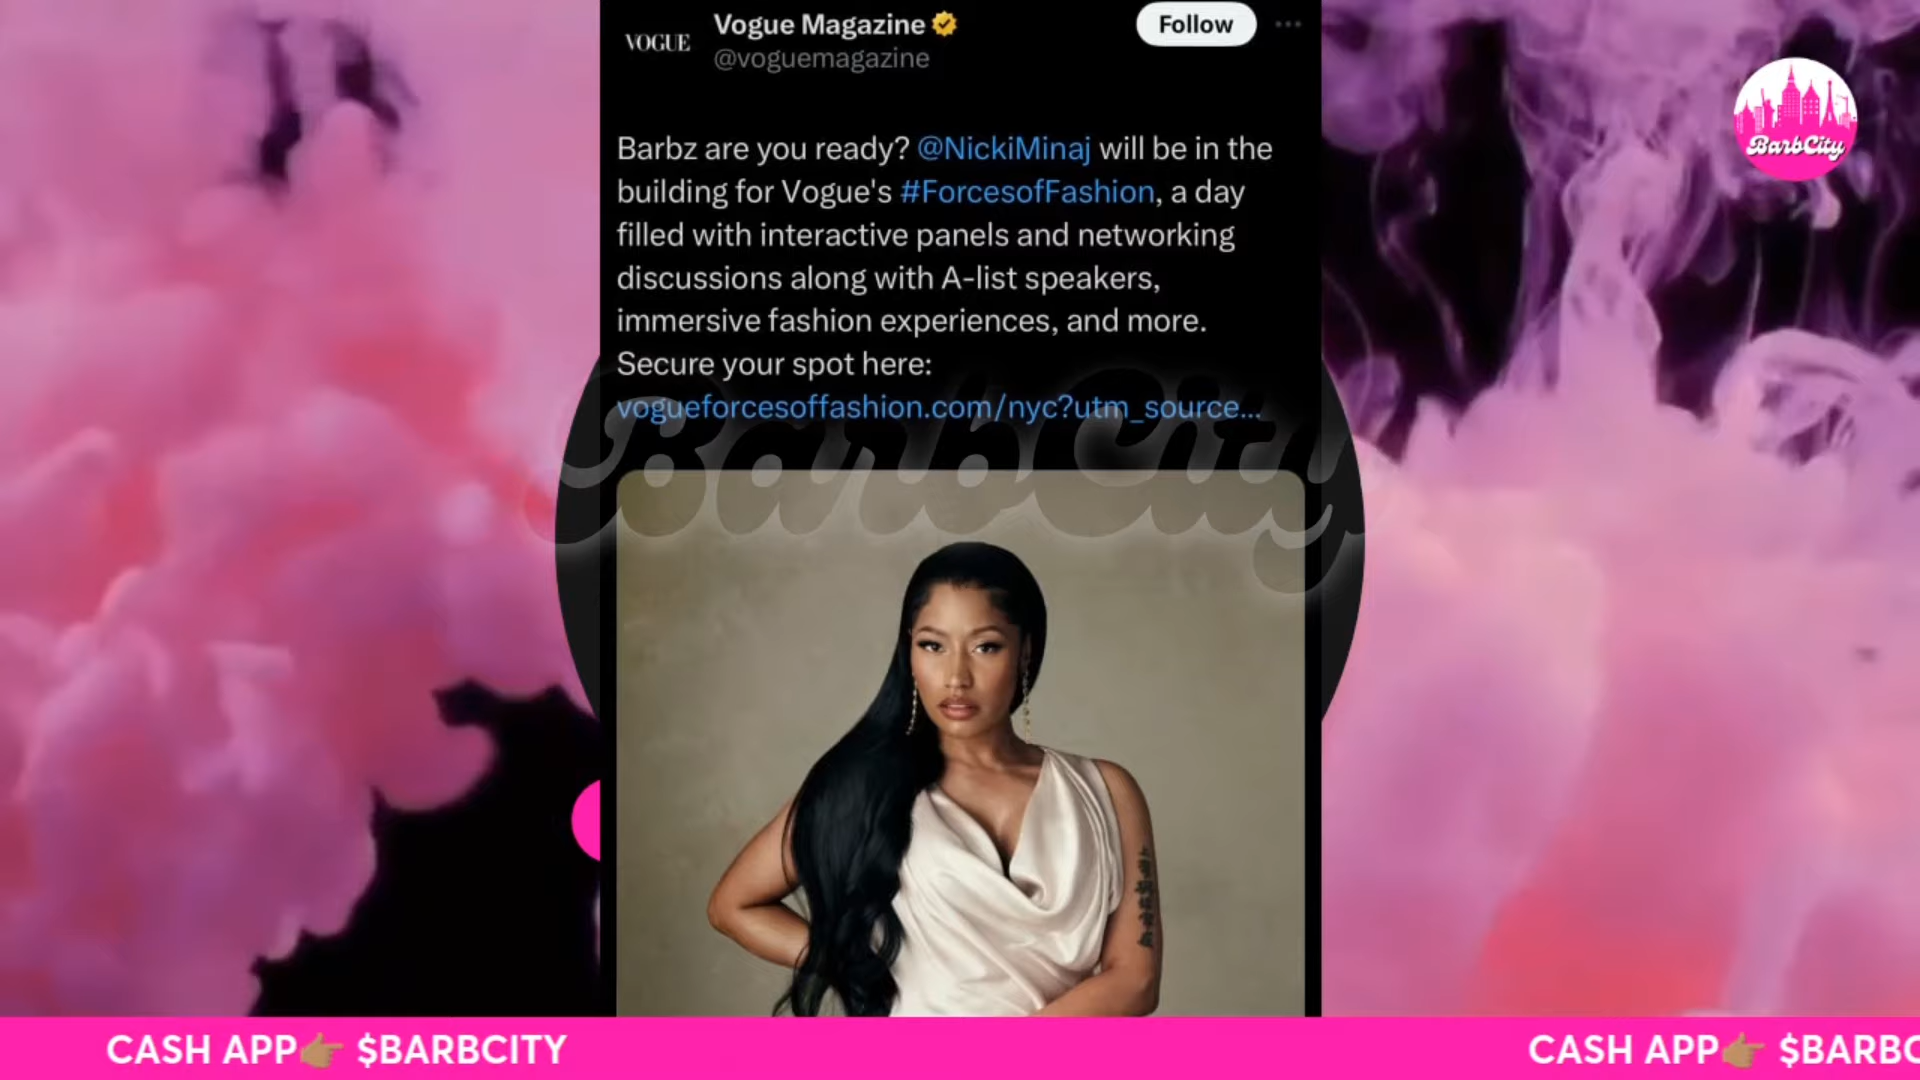 VOGUE
Vogue Magazine
@voguemagazine
Follow
Barbz are you ready? @NickiMinaj will be in the
building for Vogue's #ForcesofFashion, a day
filled with interactive panels and networking
discussions along with A-list speakers,
immersive fashion experiences, and more.
Secure your spot here:
vogueforcesoffashion.com/nyc?utm_source...
BarbCity
BarbCity
CASH APP👉🏽 $BARBCITY
CASH APP👉🏽 $BARBC